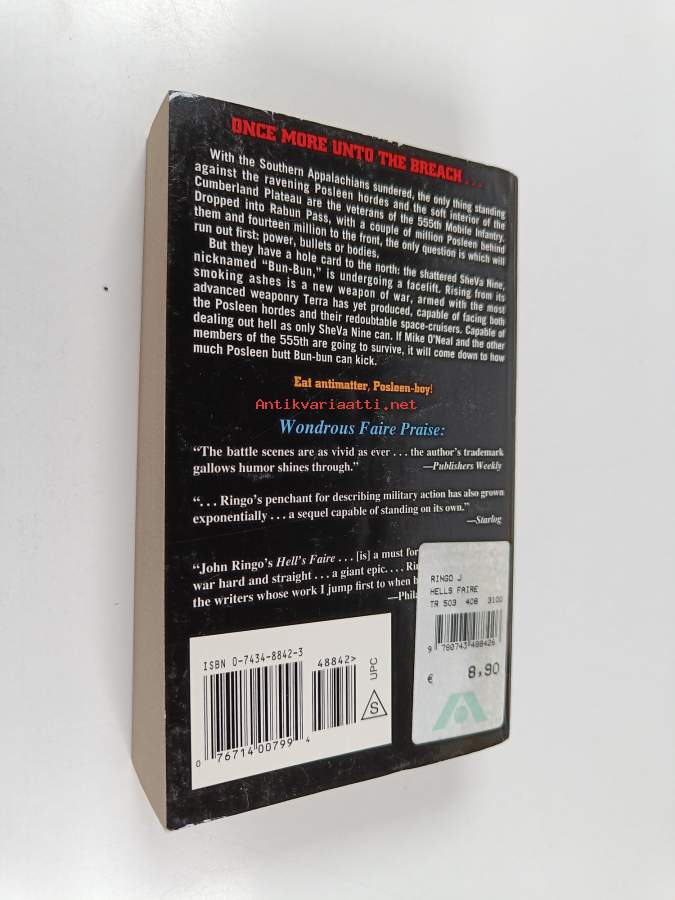 ONCE MORE UNTO THE BREACH . . .
With the Southern Appalachians sundered, the only thing standing
against the ravening Posleen hordes and the soft interior of the
Cumberland Plateau are the veterans of the 555th Mobile Infantry.
Dropped into Rabun Pass, with a couple of million Posleen behind
them and fourteen million to the front, the only question is which will
run out first: power, bullets or bodies.
But they have a hole card to the north: the shattered SheVa Nine,
nicknamed "Bun-Bun," is undergoing a facelift. Rising from its
smoking ashes is a new weapon of war, armed with the most
advanced weaponry Terra has yet produced, capable of facing both
the Posleen hordes and their redoubtable space-cruisers. Capable of
dealing out hell as only SheVa Nine can. If Mike O'Neal and the other
members of the 555th are going to survive, it will come down to how
much Posleen butt Bun-bun can kick.
Eat antimatter, Posleen-boy!
Antikvariaatti.net
Wondrous Faire Praise:
"The battle scenes are as vivid as ever . . . the author's trademark
gallows humor shines through." —Publishers Weekly
". . . Ringo's penchant for describing military action has also grown
exponentially . . . a sequel capable of standing on its own."
—Starlog
"John Ringo's Hell's Faire . . . [is] a must for
war hard and straight . . . a giant epic. . . .
the writers whose work I jump first to when
RINGO J
HELLS FAIRE
TR 503 408 3100
9 780743 488426
€ 8,90
ISBN 0-7434-8842-3
48842>
UPC
S
0 76714 00799 4